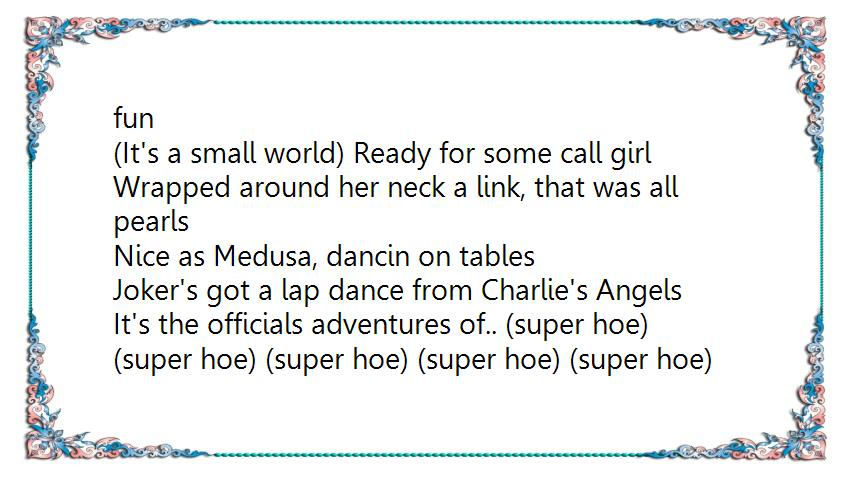 fun
(It's a small world) Ready for some call girl
Wrapped around her neck a link, that was all
pearls
Nice as Medusa, dancin on tables
Joker's got a lap dance from Charlie's Angels
It's the officials adventures of.. (super hoe)
(super hoe) (super hoe) (super hoe) (super hoe)